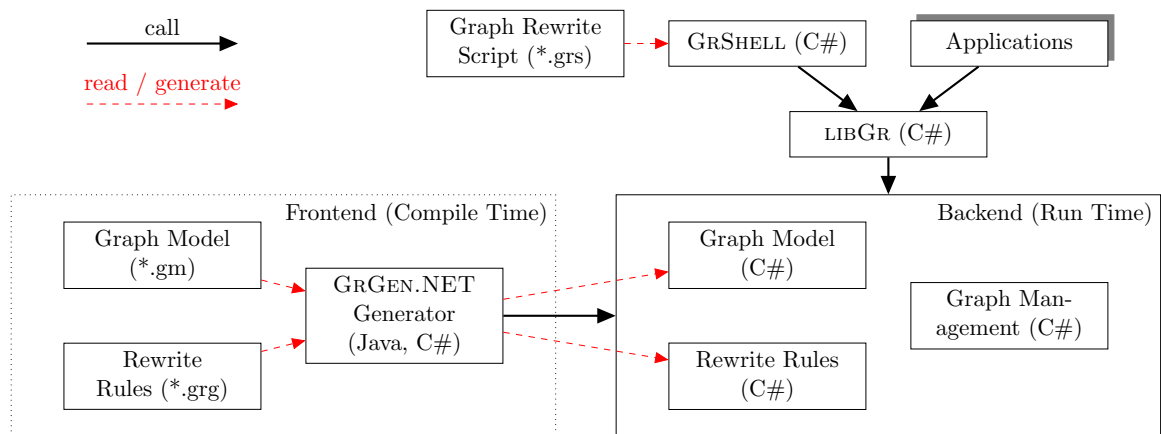 call
read / generate
Graph Rewrite
Script (*.grs)
GRSHELL (C#)
Applications
LIBGR (C#)
Frontend (Compile Time)
Graph Model
(*.gm)
GRGEN.NET
Generator
(Java, C#)
Rewrite
Rules (*.grg)
Backend (Run Time)
Graph Model
(C#)
Graph Man-
agement (C#)
Rewrite Rules
(C#)